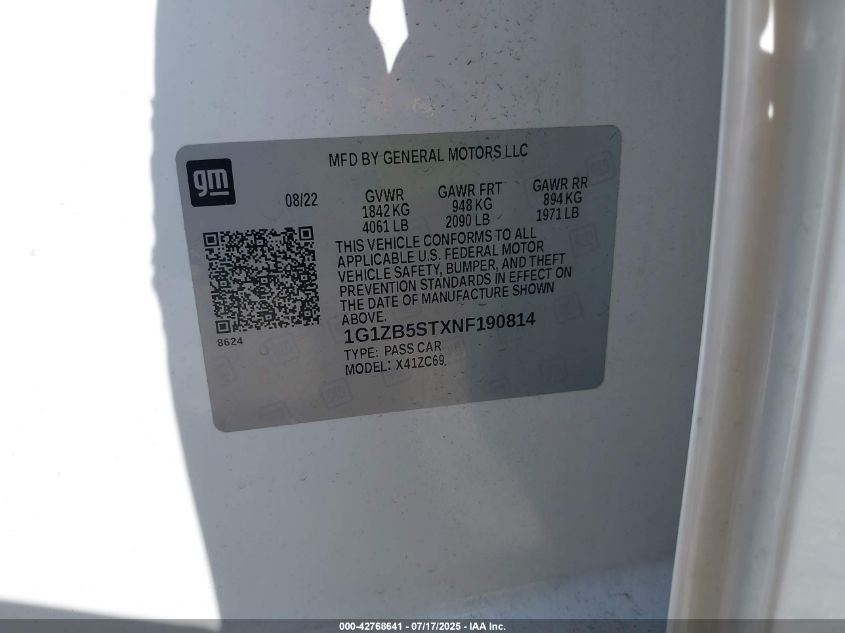 MFD BY GENERAL MOTORS LLC
gm
08/22
GVWR GAWR FRT GAWR RR
1842 KG 948 KG 894 KG
4061 LB 2090 LB 1971 LB
THIS VEHICLE CONFORMS TO ALL
APPLICABLE U.S. FEDERAL MOTOR
VEHICLE SAFETY, BUMPER, AND THEFT
PREVENTION STANDARDS IN EFFECT ON
THE DATE OF MANUFACTURE SHOWN
ABOVE.
8624
1G1ZB5STXNF190814
TYPE: PASS CAR
MODEL: X41ZC69
000-42768641 - 07/17/2025 - IAA Inc.